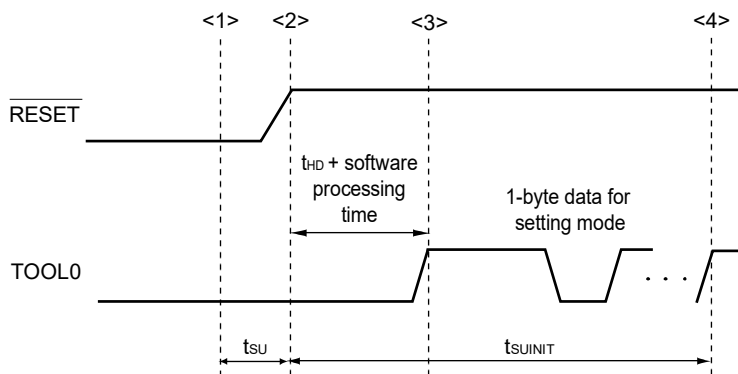 <1> <2> <3> <4>
RESET
tHD + software
processing
time
1-byte data for
setting mode
TOOL0
. . .
tSU
tSUINIT